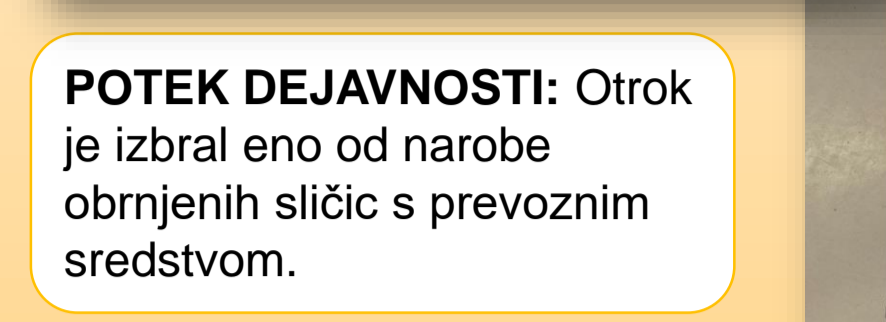 POTEK DEJAVNOSTI: Otrok
je izbral eno od narobe
obrnjenih sličic s prevoznim
sredstvom.